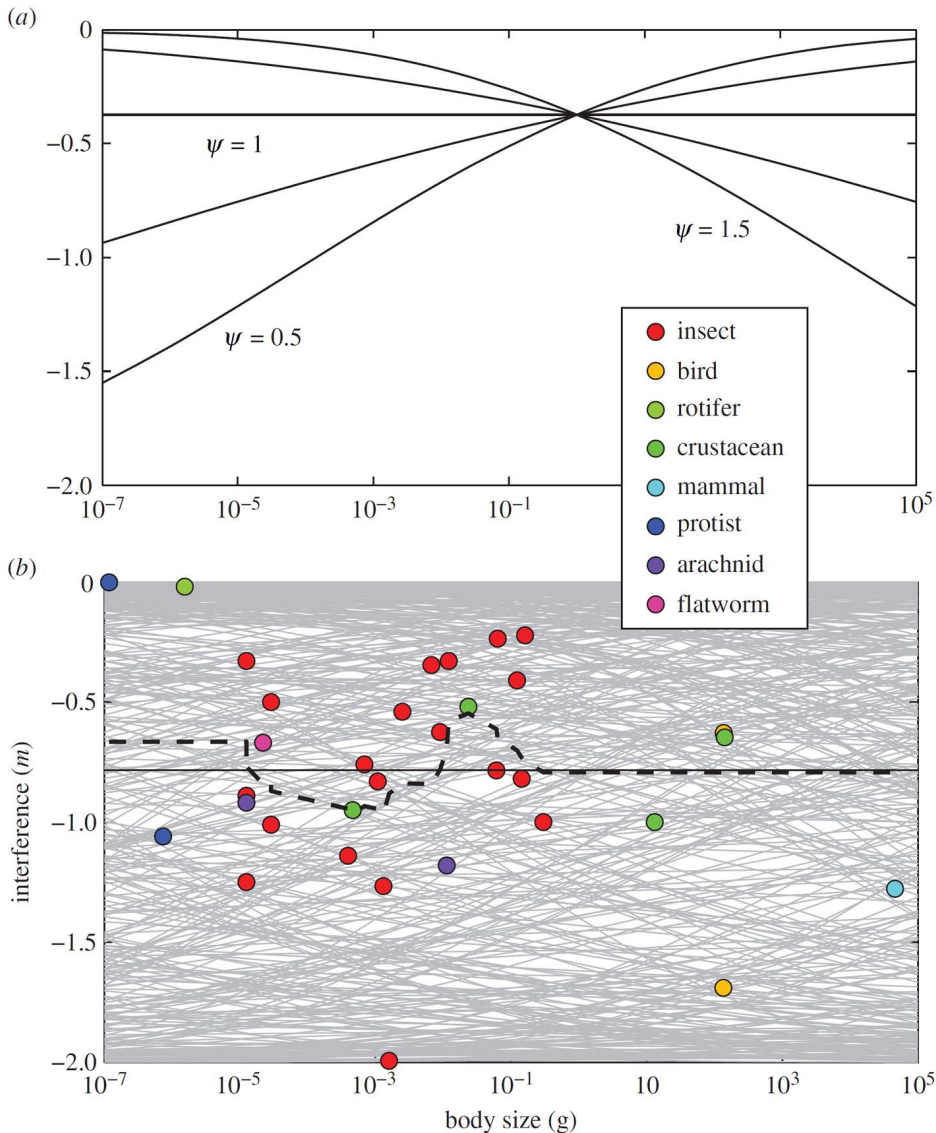 (a)
0
−0.5
−1.0
−1.5
−2.0
ψ = 1
ψ = 1.5
ψ = 0.5
10⁻⁷ 10⁻⁵ 10⁻³ 10⁻¹ 10⁵
insect
bird
rotifer
crustacean
mammal
protist
arachnid
flatworm
(b)
0
−0.5
−1.0
−1.5
−2.0
interference (m)
10⁻⁷ 10⁻⁵ 10⁻³ 10⁻¹ 10 10³ 10⁵
body size (g)